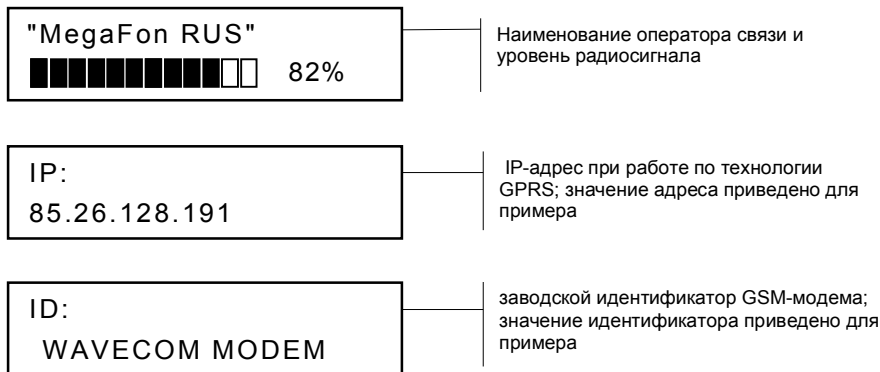 "MegaFon RUS"
82%
Наименование оператора связи и
уровень радиосигнала
IP:
85.26.128.191
IP-адрес при работе по технологии
GPRS; значение адреса приведено для
примера
ID:
WAVECOM MODEM
заводской идентификатор GSM-модема;
значение идентификатора приведено для
примера